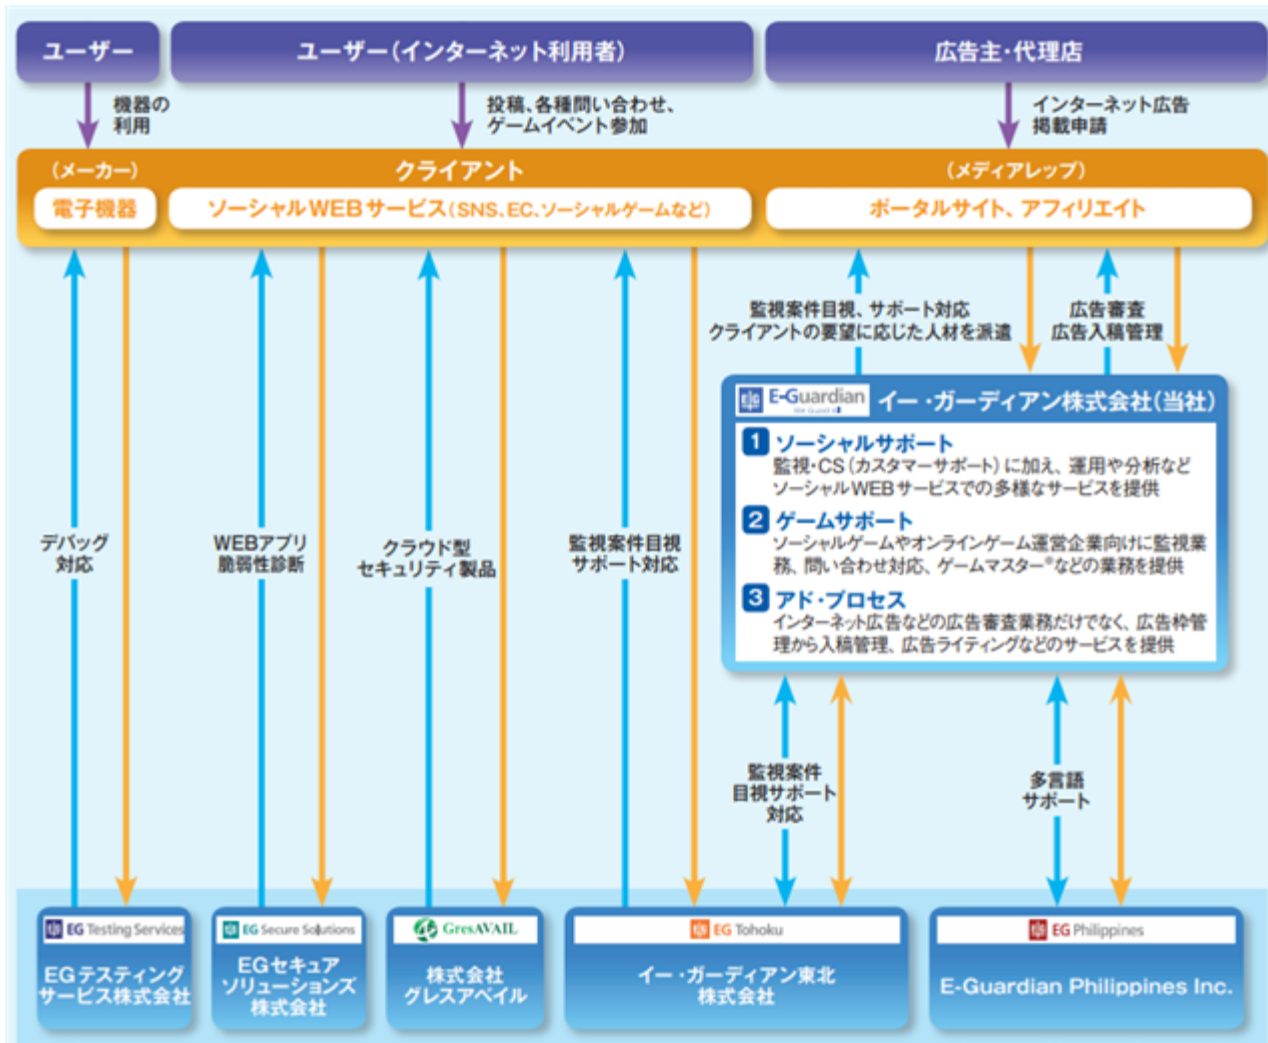 ユーザー
ユーザー(インターネット利用者)
広告主・代理店
機器の
利用
投稿、各種問い合わせ、
ゲームイベント参加
インターネット広告
掲載申請
(メーカー)
クライアント
(メディアレップ)
電子機器
ソーシャルWEBサービス(SNS、EC、ソーシャルゲームなど)
ポータルサイト、アフィリエイト
監視案件目視、サポート対応
クライアントの要望に応じた人材を派遣
広告審査
広告入稿管理
E-Guardian
We Guard All
イー・ガーディアン株式会社(当社)
1 ソーシャルサポート
監視・CS(カスタマーサポート)に加え、運用や分析など
ソーシャルWEBサービスでの多様なサービスを提供
2 ゲームサポート
ソーシャルゲームやオンラインゲーム運営企業向けに監視業
務、問い合わせ対応、ゲームマスター®などの業務を提供
3 アド・プロセス
インターネット広告などの広告審査業務だけでなく、広告枠管
理から入稿管理、広告ライティングなどのサービスを提供
デバッグ
対応
WEBアプリ
脆弱性診断
クラウド型
セキュリティ製品
監視案件目視
サポート対応
監視案件
目視サポート
対応
多言語
サポート
EG Testing Services
EGテスティング
サービス株式会社
EG Secure Solutions
EGセキュア
ソリューションズ
株式会社
GresAVAIL
株式会社
グレスアベイル
EG Tohoku
イー・ガーディアン東北
株式会社
EG Philippines
E-Guardian Philippines Inc.